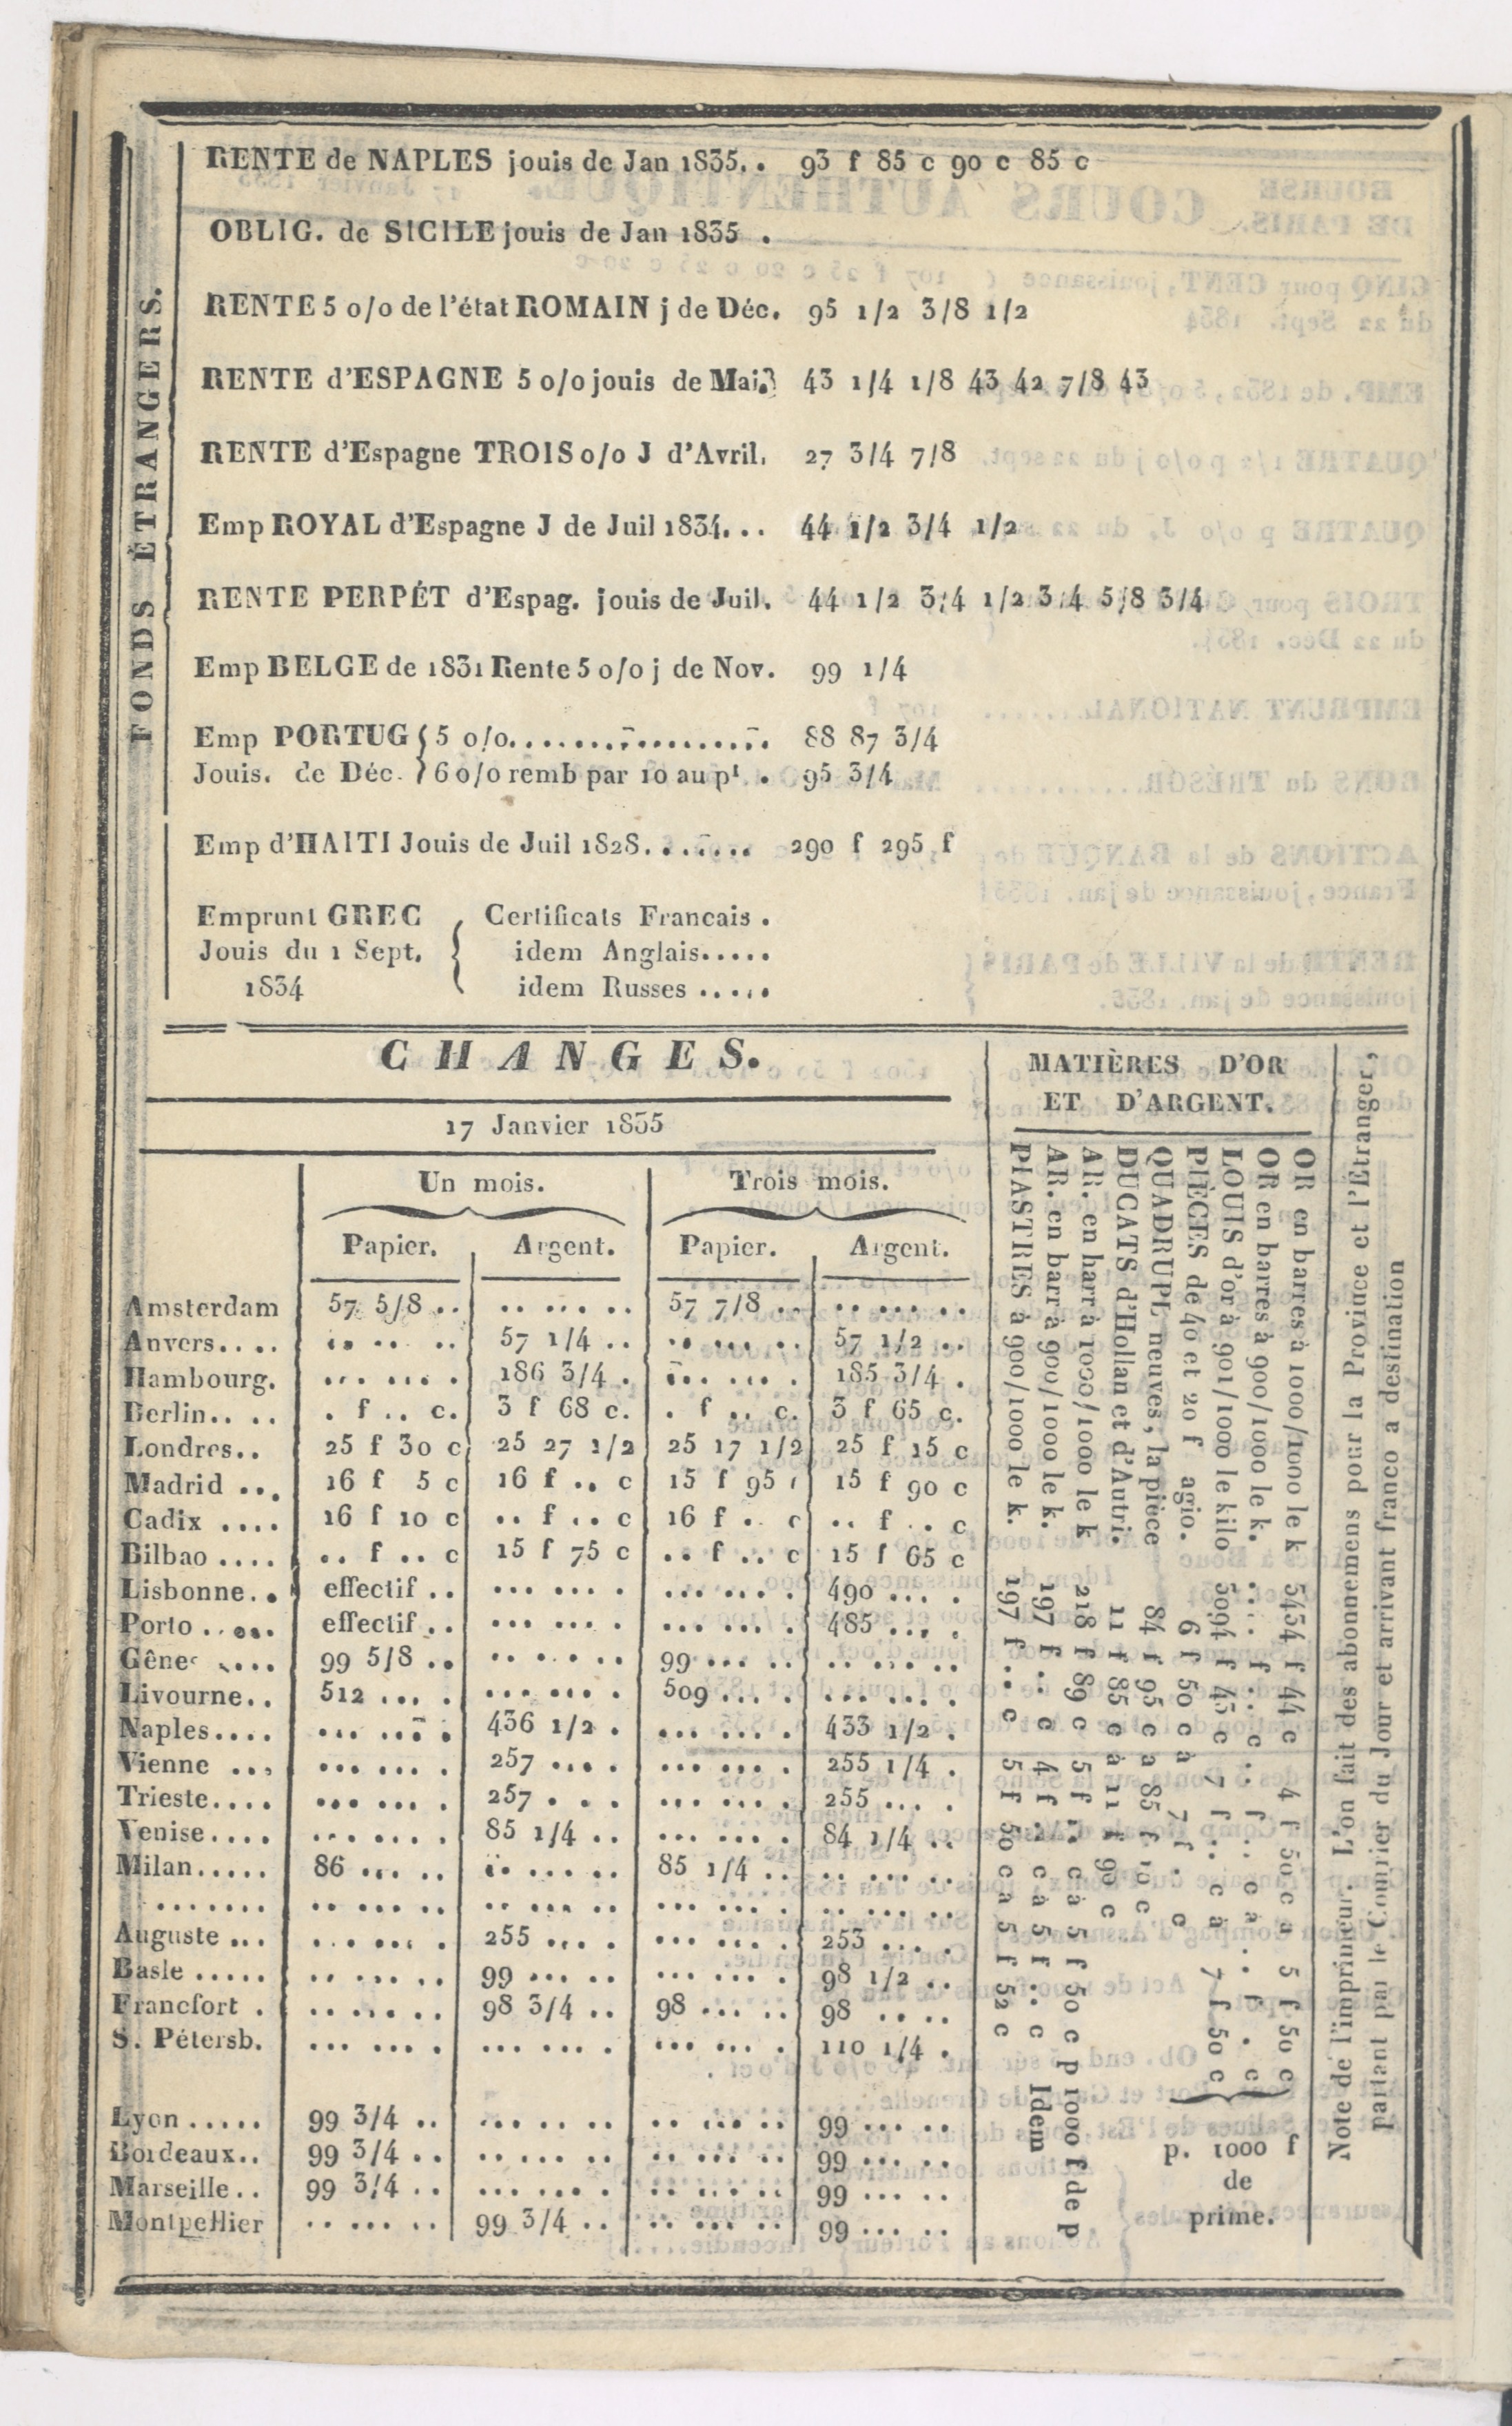 FONDS ÉTRANGERS.
RENTE de NAPLES jouis de Jan 1835. . 93 f 85 c 90 c 85 c
OBLIG. de SICILE jouis de Jan 1835 .
RENTE 5 o/o de l'état ROMAIN j de Déc. 95 1/2 3/8 1/2
RENTE d'ESPAGNE 5 o/o jouis de Mai. 43 1/4 1/8 43 42 7/8 43
RENTE d'Espagne TROIS o/o J d'Avril. 27 3/4 7/8
Emp ROYAL d'Espagne J de Juil 1834. . . 44 1/2 3/4 1/2
RENTE PERPÉT d'Espag. jouis de Juil. 44 1/2 3/4 1/2 3/4 5/8 3/4
Emp BELGE de 1831 Rente 5 o/o j de Nov. 99 1/4
Emp PORTUG { 5 o/o. . . . . . . . . . . . . . . . . . 88 87 3/4
Jouis. de Déc. } 6 o/o remb par 10 au pt . . 95 3/4
Emp d'HAITI Jouis de Juil 1828. . . . . . . 290 f 295 f
Emprunt GREC { Certificats Francais .
Jouis du 1 Sept. idem Anglais. . . . .
1834 idem Russes . . . . .
CHANGES.
17 Janvier 1835
Un mois. Trois mois.
Papier. Argent. Papier. Argent.
Amsterdam 57 5/8 . . .. ... .. 57 7/8 . . .. ... ..
Anvers. . . . .. .. .. 57 1/4 . . .. ... .. 57 1/2 . .
Hambourg. ... ... . 186 3/4 . ... ... . 185 3/4 .
Berlin. . . . . f . . c. 3 f 68 c. . f . . c. 3 f 65 c.
Londres. . 25 f 30 c 25 27 1/2 25 17 1/2 25 f 15 c
Madrid . . . 16 f 5 c 16 f . . c 15 f 95 c 15 f 90 c
Cadix . . . . 16 f 10 c . . f . . c 16 f . . c . . f . . c
Bilbao . . . . . . f . . c 15 f 75 c . . f . . c 15 f 65 c
Lisbonne. . effectif . . ... ... . ... ... . 490 ... .
Porto . . . . . effectif . . ... ... . ... ... . 485 ... .
Gênes . . . . 99 5/8 . . .. ... .. 99 ... .. .. ... ..
Livourne. . 512 ... . ... ... . 509 ... . ... ... .
Naples. . . . ... ... . 436 1/2 . ... ... . 433 1/2 .
Vienne . . . ... ... . 257 ... . ... ... . 255 1/4 .
Trieste. . . . ... ... . 257 . . . ... ... . 255 ... .
Venise. . . . ... ... . 85 1/4 . . ... ... . 84 1/4 . .
Milan. . . . . 86 ... .. .. ... .. 85 1/4 . . .. ... ..
. . . . . . . .. ... .. .. ... .. ... ... . .. ... ..
Auguste . . . ... ... . 255 ... . ... ... . 253 ... .
Basle . . . . . .. ... .. 99 ... .. ... ... . 98 1/2 . .
Francfort . .. ... .. 98 3/4 . . 98 ... .. 98 .. ..
S. Pétersb. ... ... . ... ... . ... ... . 110 1/4 .
Lyon . . . . . 99 3/4 . . ... .. .. .. ... .. 99 ... ..
Bordeaux. . 99 3/4 . . .. ... .. .. ... .. 99 ... ..
Marseille. . 99 3/4 . . ... ... . .. ... .. 99 ... ..
Montpellier .. ... .. 99 3/4 . . .. ... .. 99 ... ..
MATIÈRES D'OR
ET D'ARGENT.
OR en barres à 1000/1000 le k 3434 f 44 c 4 f 50 c a 5 f 50 c
OR en barres à 900/1000 le k. . . . . f . . c . . f . . c à . . f . c
LOUIS d'or à 901/1000 le kilo 3094 f 43 c 7 f . . c à 7 f 50 c
PIÈCES de 40 et 20 f agio. 6 f 50 c à 7 f . c
QUADRUPL neuves, la pièce 84 f 95 c a 85 f 10 c
DUCATS d'Hollan et d'Autri. 11 f 85 c à 11 f 90 c
AR. en barr à 1000/1000 le k 218 f 89 c 5 f . . c à 5 f 50 c p 1000 f de p
AR. en barr à 900/1000 le k. 197 f . . c 4 f . . c à 5 f . . c Idem
PIASTRES à 900/1000 le k. 197 f . . c 5 f 50 c a 5 f 52 c
p. 1000 f
de
prime.
Note de l'imprimeur. L'on fait des abonnemens pour la Province et l'Étranger,
partant par le Courrier du Jour et arrivant franco a destination